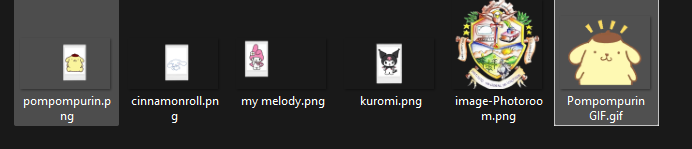 pompompurin.p
ng
cinnamonroll.pn
g
my melody.png
kuromi.png
image-Photoroo
m.png
Pompompurin
GIF.gif